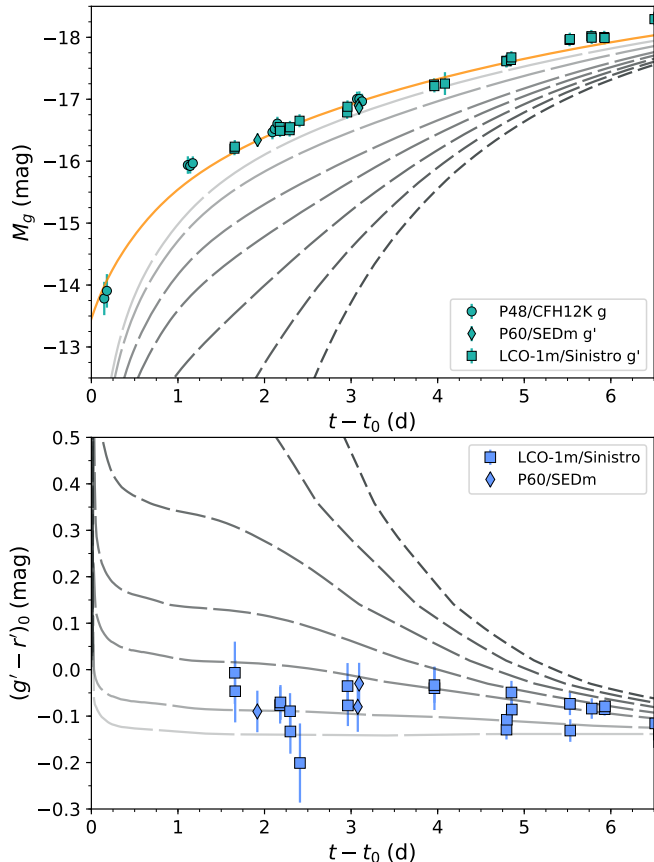 -18
-17
-16
-15
-14
-13
M_g (mag)
P48/CFH12K g
P60/SEDm g'
LCO-1m/Sinistro g'
0 1 2 3 4 5 6
t − t_0 (d)
0.5
0.4
0.3
0.2
0.1
0.0
−0.1
−0.2
−0.3
(g′ − r′)_0 (mag)
LCO-1m/Sinistro
P60/SEDm
0 1 2 3 4 5 6
t − t_0 (d)